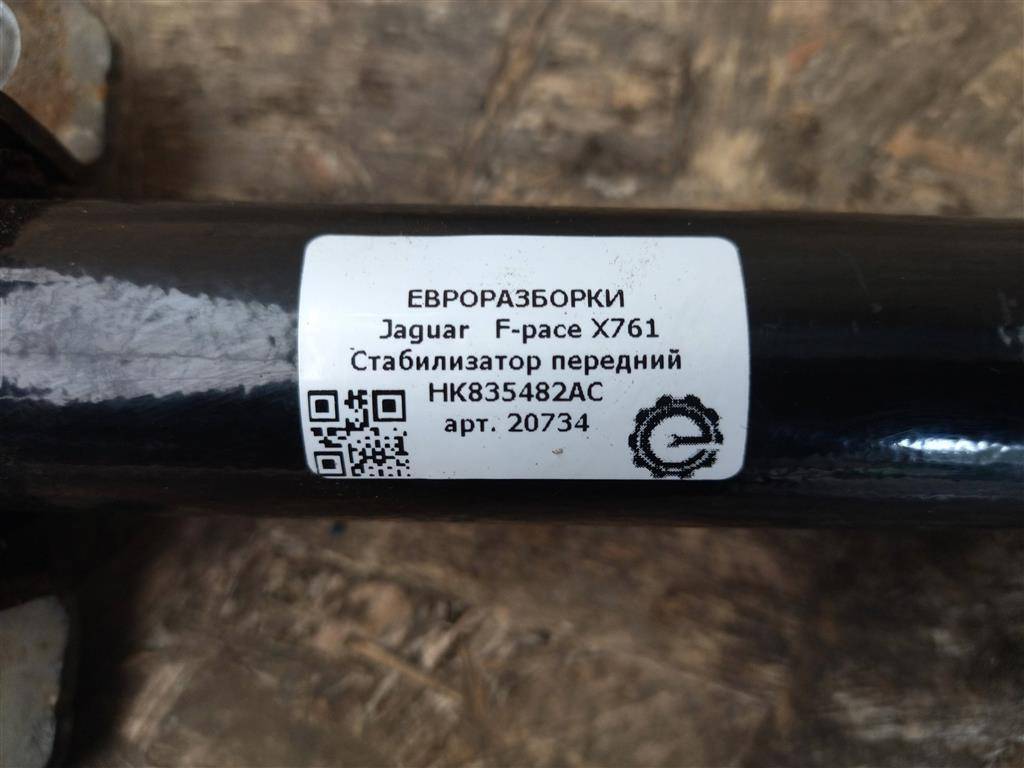 ЕВРОРАЗБОРКИ
Jaguar F-pace X761
Стабилизатор передний
HK835482AC
арт. 20734